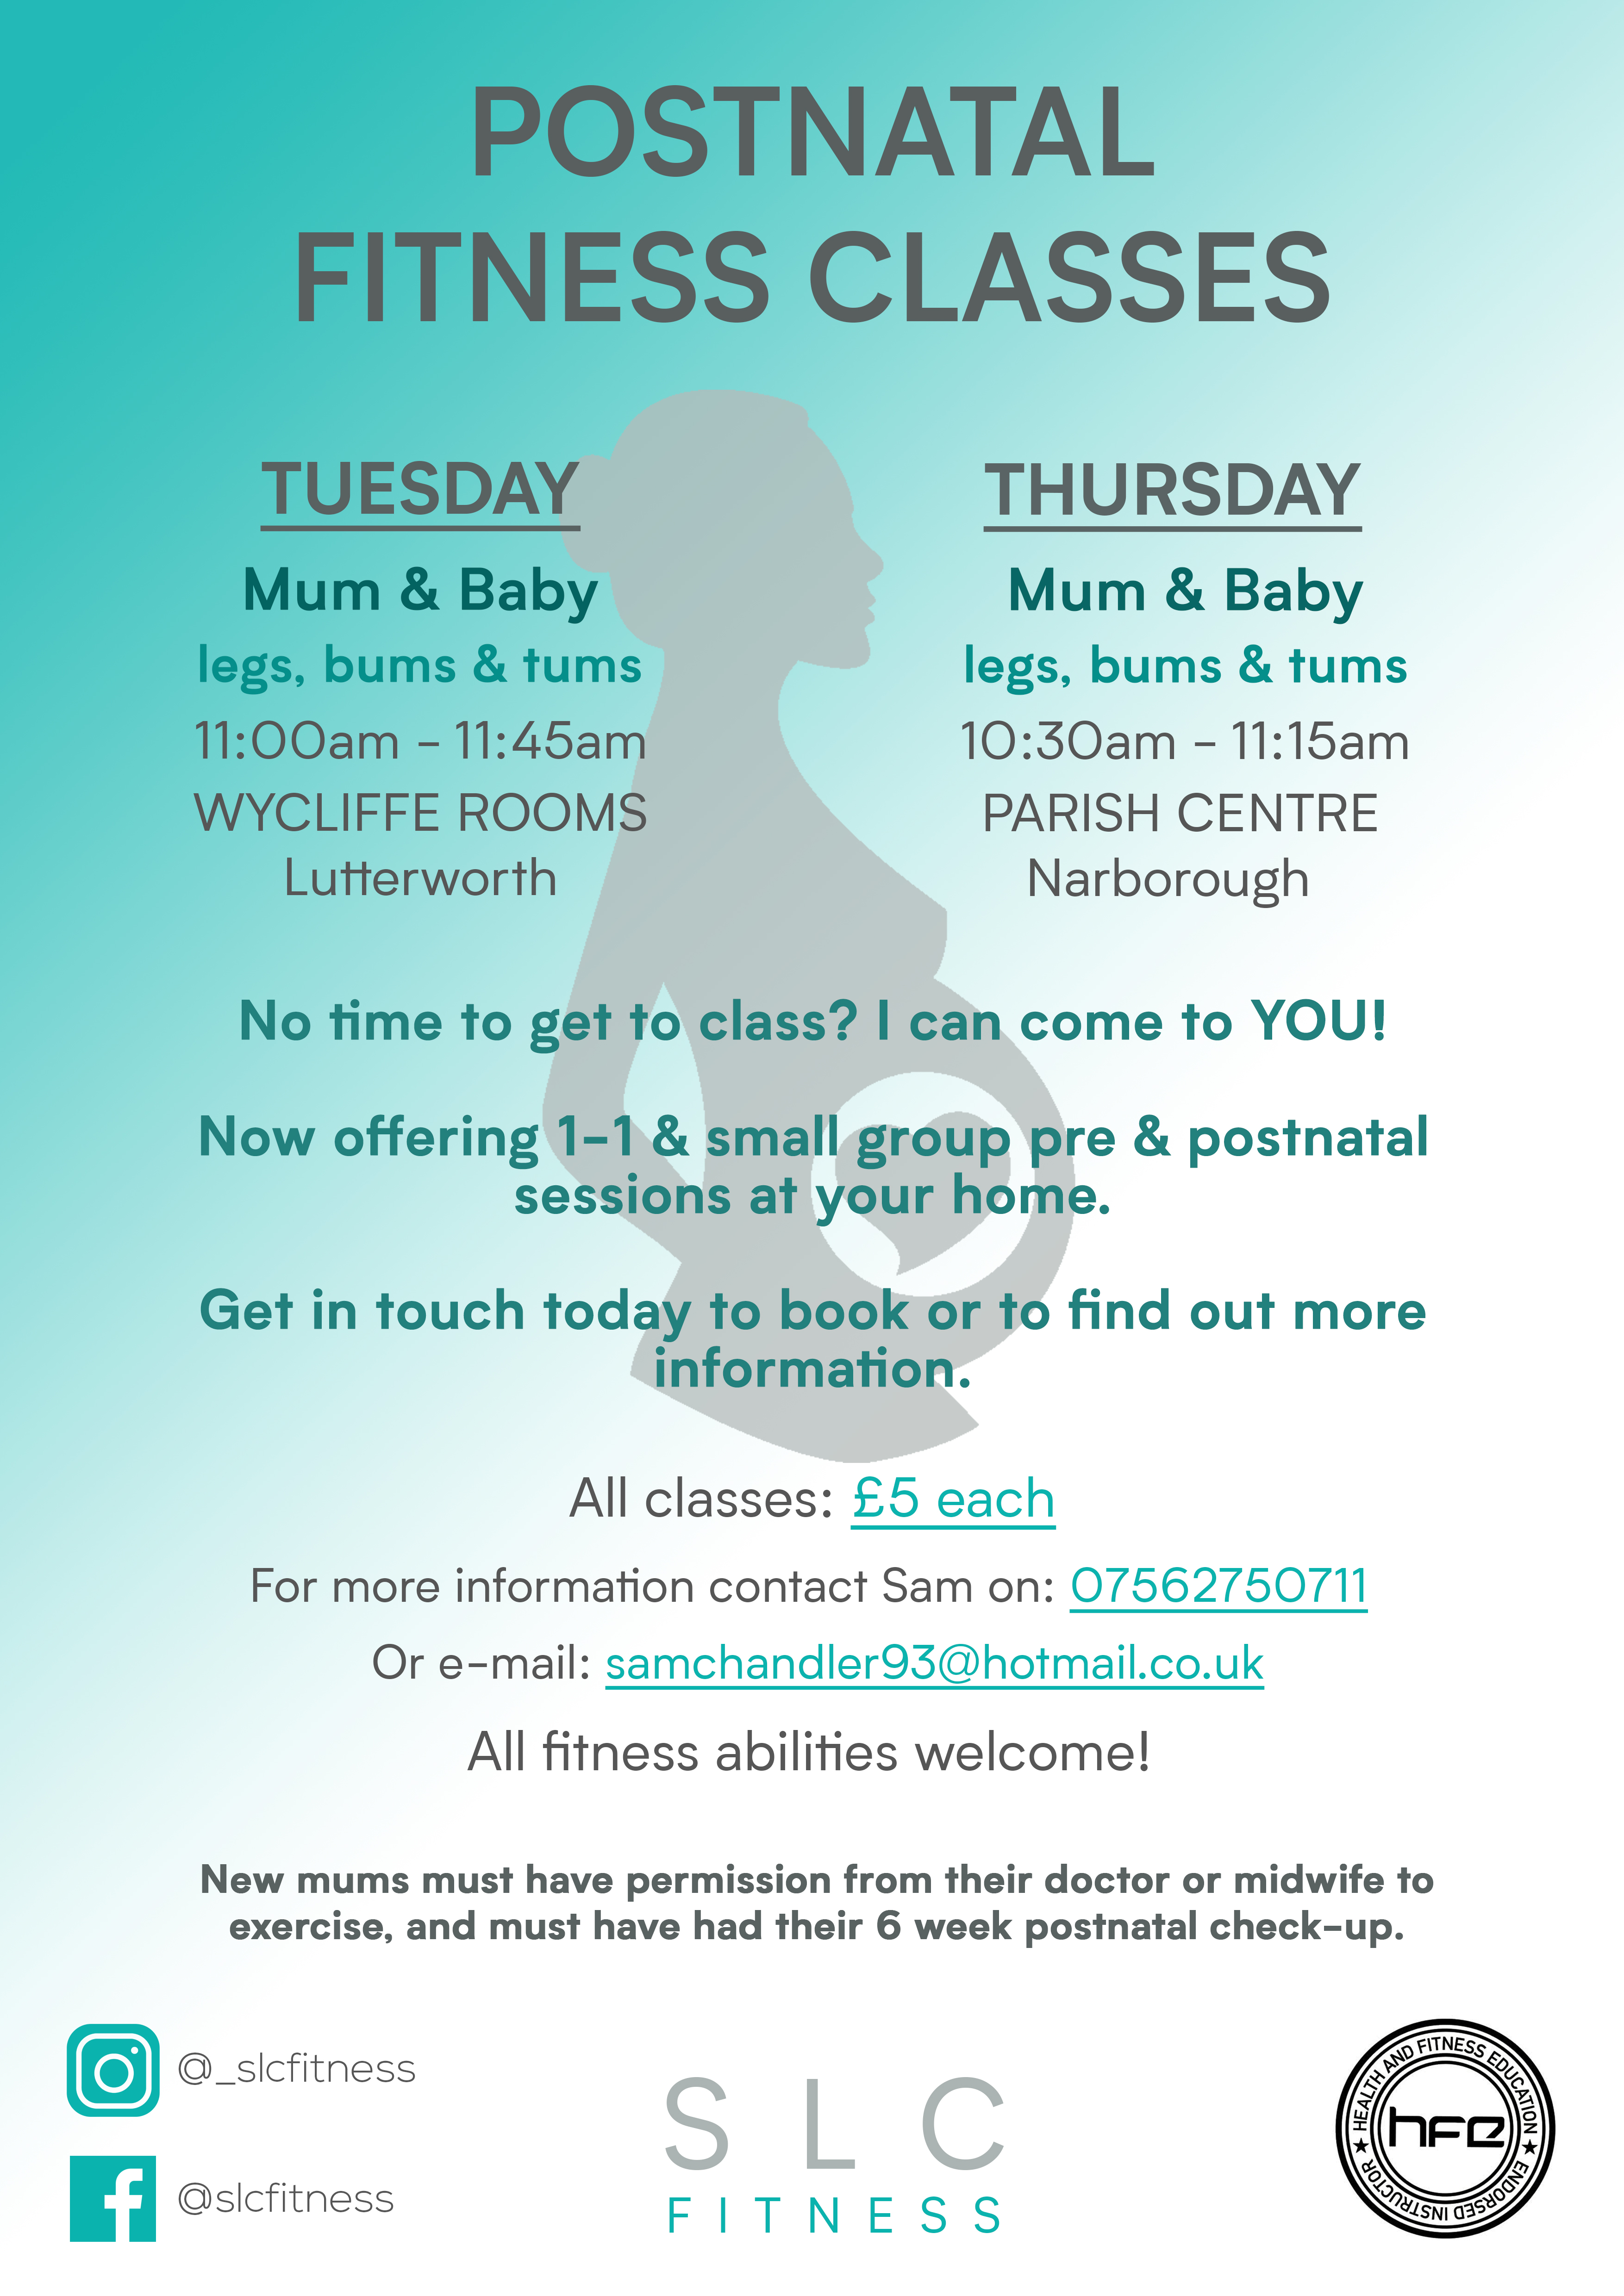 POSTNATAL
FITNESS CLASSES
TUESDAY
Mum & Baby
legs, bums & tums
11:00am - 11:45am
WYCLIFFE ROOMS
Lutterworth
THURSDAY
Mum & Baby
legs, bums & tums
10:30am - 11:15am
PARISH CENTRE
Narborough
No time to get to class? I can come to YOU!
Now offering 1-1 & small group pre & postnatal
sessions at your home.
Get in touch today to book or to find out more
information.
All classes: £5 each
For more information contact Sam on: 07562750711
Or e-mail: samchandler93@hotmail.co.uk
All fitness abilities welcome!
New mums must have permission from their doctor or midwife to
exercise, and must have had their 6 week postnatal check-up.
@_slcfitness
@slcfitness
SLC
FITNESS
HEALTH AND FITNESS EDUCATION
hfe
ENDORSED INSTRUCTOR